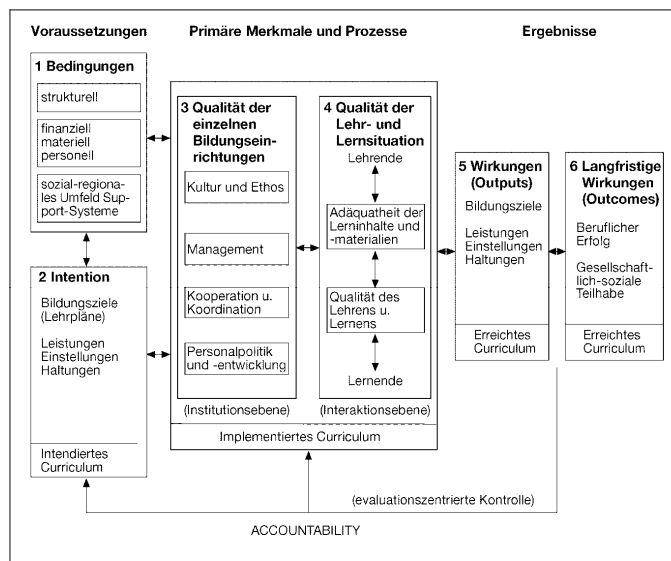 Voraussetzungen
Primäre Merkmale und Prozesse
Ergebnisse
1 Bedingungen
strukturell
finanziell
materiell
personell
sozial-regiona-
les Umfeld Sup-
port-Systeme
2 Intention
Bildungsziele
(Lehrpläne)
Leistungen
Einstellungen
Haltungen
Intendiertes
Curriculum
3 Qualität der
einzelnen
Bildungsein-
richtungen
Kultur und Ethos
Management
Kooperation u.
Koordination
Personalpolitik
und -entwicklung
(Institutionsebene)
4 Qualität der
Lehr- und
Lernsituation
Lehrende
Adäquatheit der
Lerninhalte und
-materialien
Qualität des
Lehrens u.
Lernens
Lernende
(Interaktionsebene)
Implementiertes Curriculum
5 Wirkungen
(Outputs)
Bildungsziele
Leistungen
Einstellungen
Haltungen
Erreichtes
Curriculum
6 Langfristige
Wirkungen
(Outcomes)
Beruflicher
Erfolg
Gesellschaft-
lich-soziale
Teilhabe
Erreichtes
Curriculum
(evaluationszentrierte Kontrolle)
ACCOUNTABILITY